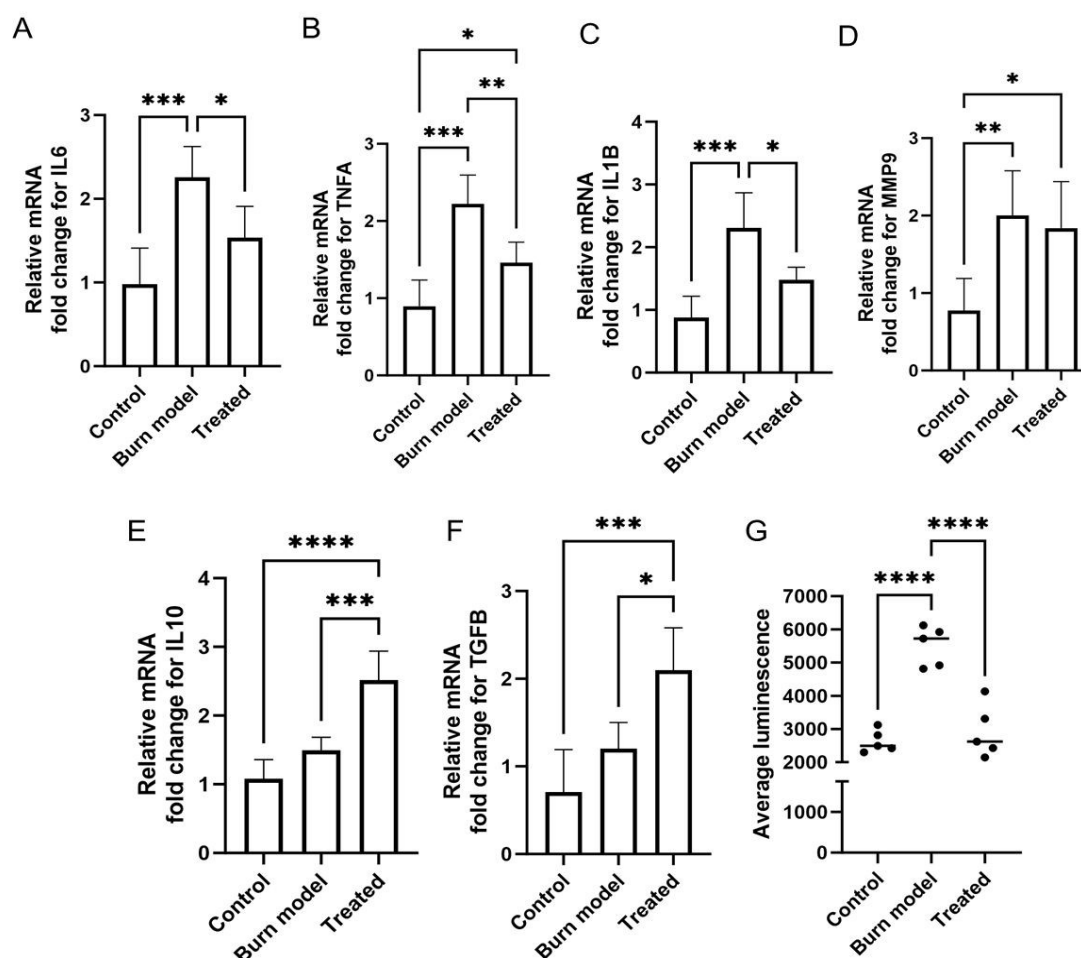 A
Relative mRNA
fold change for IL6
3
2
1
0
***
*
Control
Burn model
Treated
B
Relative mRNA
fold change for TNFA
3
2
1
0
*
**
***
Control
Burn model
Treated
C
Relative mRNA
fold change for IL1B
4
3
2
1
0
***
*
Control
Burn model
Treated
D
Relative mRNA
fold change for MMP9
3
2
1
0
*
**
Control
Burn model
Treated
E
Relative mRNA
fold change for IL10
4
3
2
1
0
****
***
Control
Burn model
Treated
F
Relative mRNA
fold change for TGFB
3
2
1
0
***
*
Control
Burn model
Treated
G
Average luminescence
7000
6000
5000
4000
3000
2000
1000
0
****
****
Control
Burn model
Treated